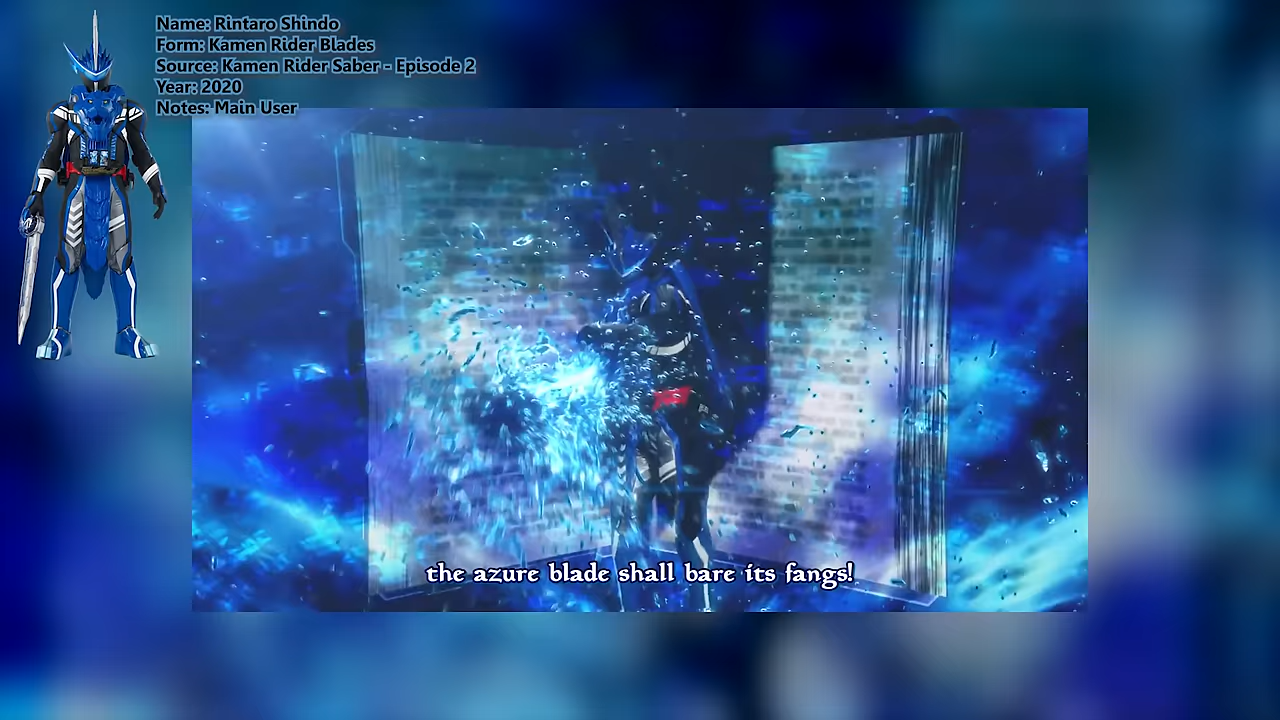 Name: Rintaro Shindo
Form: Kamen Rider Blades
Source: Kamen Rider Saber - Episode 2
Year: 2020
Notes: Main User
the azure blade shall bare its fangs!